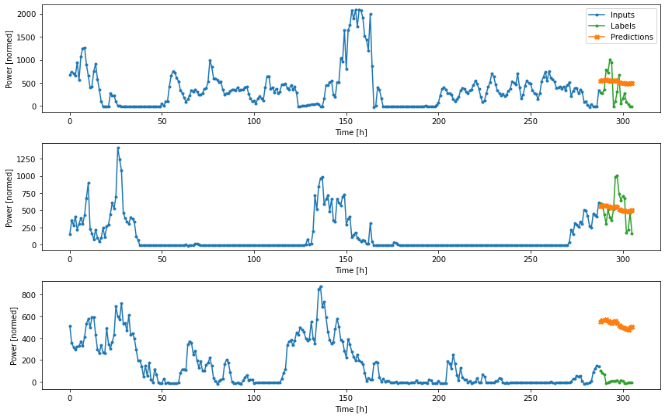 2000
1500
1000
500
0
Power [normed]
Inputs
Labels
Predictions
0 50 100 150 200 250 300
Time [h]
1250
1000
750
500
250
0
Power [normed]
0 50 100 150 200 250 300
Time [h]
800
600
400
200
0
Power [normed]
0 50 100 150 200 250 300
Time [h]